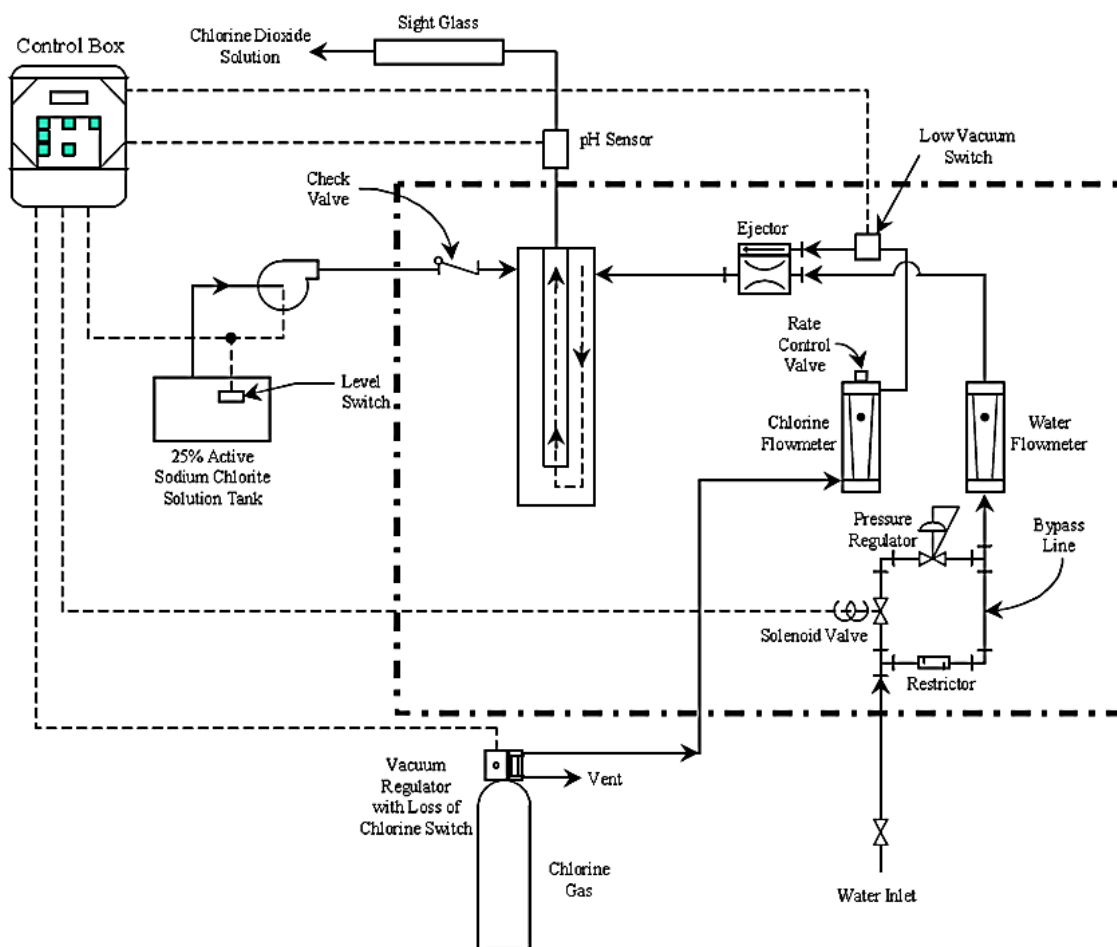 Sight Glass
Chlorine Dioxide
Solution
Control Box
pH Sensor
Low Vacuum
Switch
Check
Valve
Ejector
Rate
Control
Valve
Level
Switch
Chlorine
Flowmeter
Water
Flowmeter
25% Active
Sodium Chlorite
Solution Tank
Pressure
Regulator
Bypass
Line
Solenoid Valve
Restrictor
Vacuum
Regulator
with Loss of
Chlorine Switch
Vent
Chlorine
Gas
Water Inlet